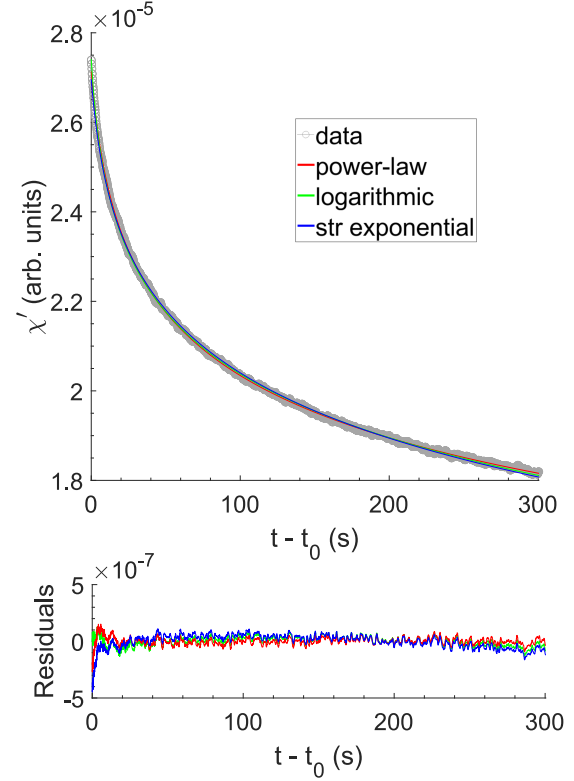 ×10-5
2.8
2.6
2.4
2.2
2
1.8
χ′ (arb. units)
data
power-law
logarithmic
str exponential
0 100 200 300
t - t0 (s)
×10-7
5
0
-5
Residuals
0 100 200 300
t - t0 (s)